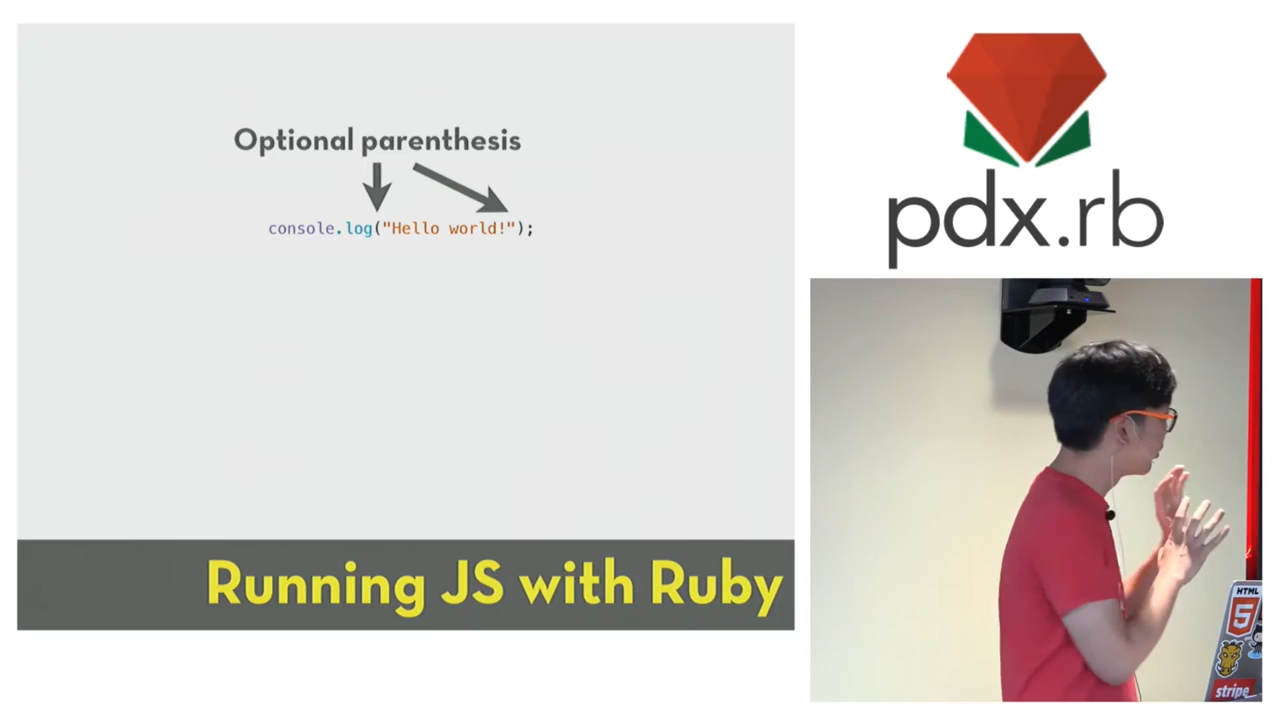 Optional parenthesis
console.log("Hello world!");
Running JS with Ruby
pdx.rb
HTML
5
stripe